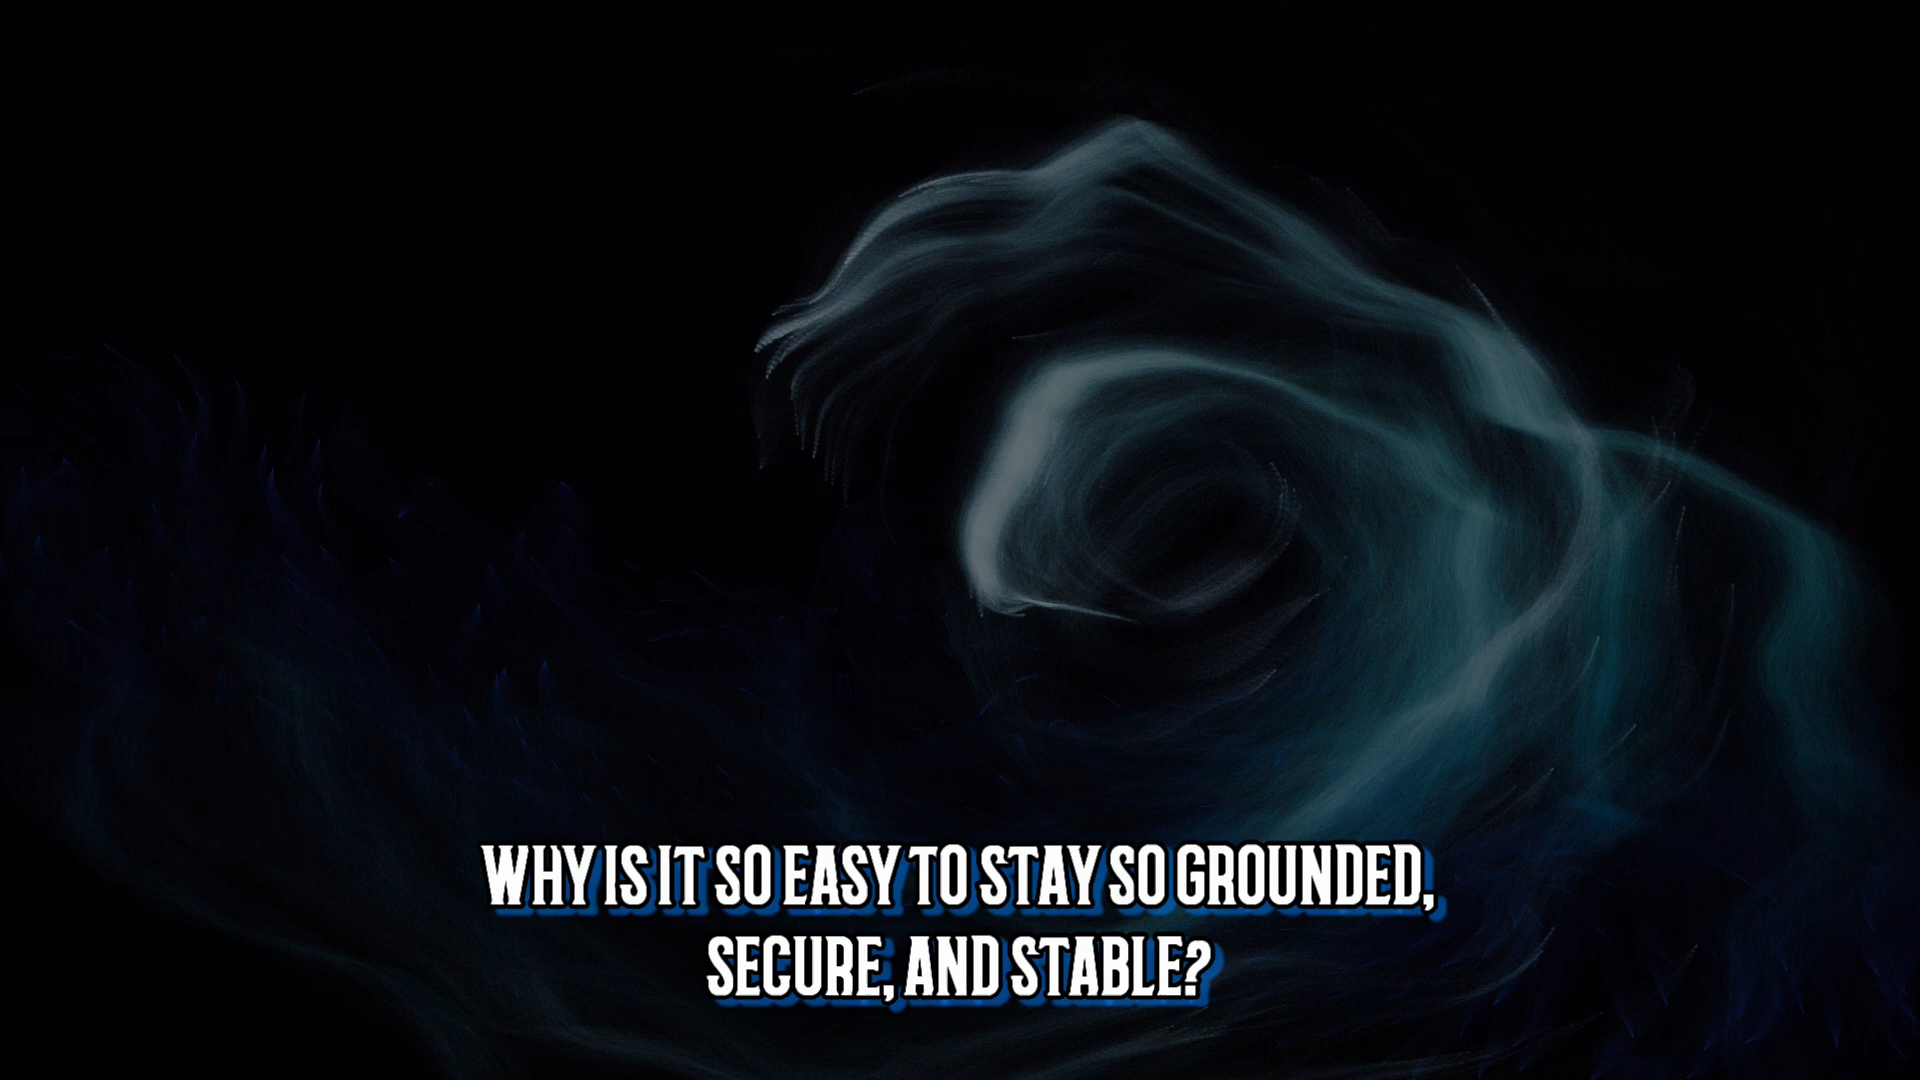 WHY IS IT SO EASY TO STAY SO GROUNDED,
SECURE, AND STABLE?